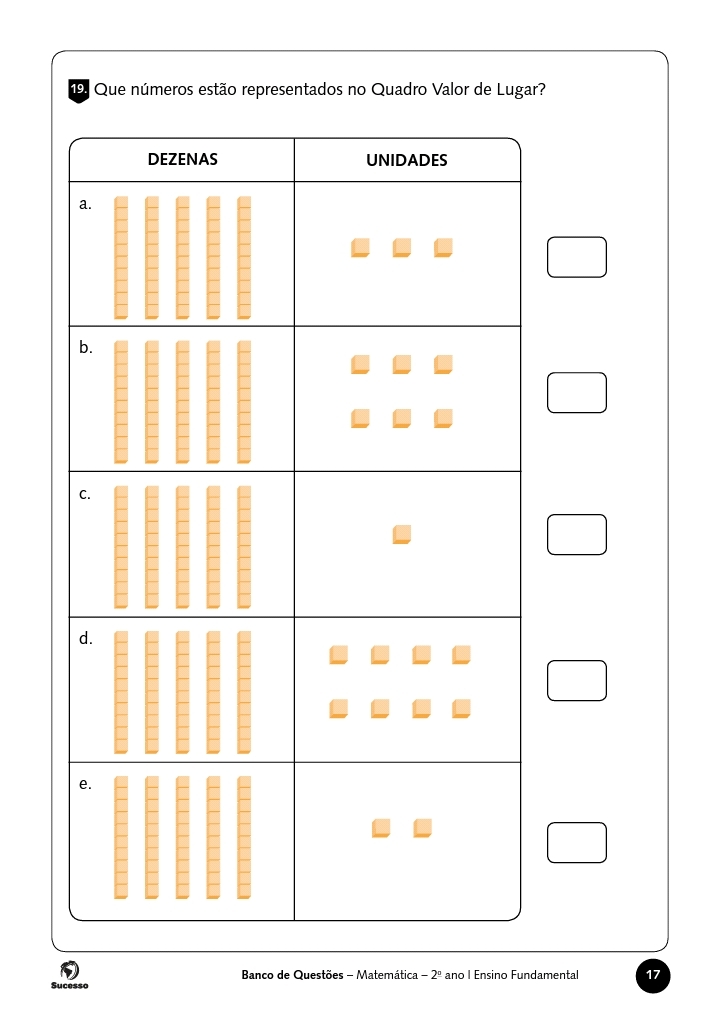 19. Que números estão representados no Quadro Valor de Lugar?
DEZENAS UNIDADES
a.
b.
c.
d.
e.
Sucesso
Banco de Questões – Matemática – 2º ano | Ensino Fundamental
17